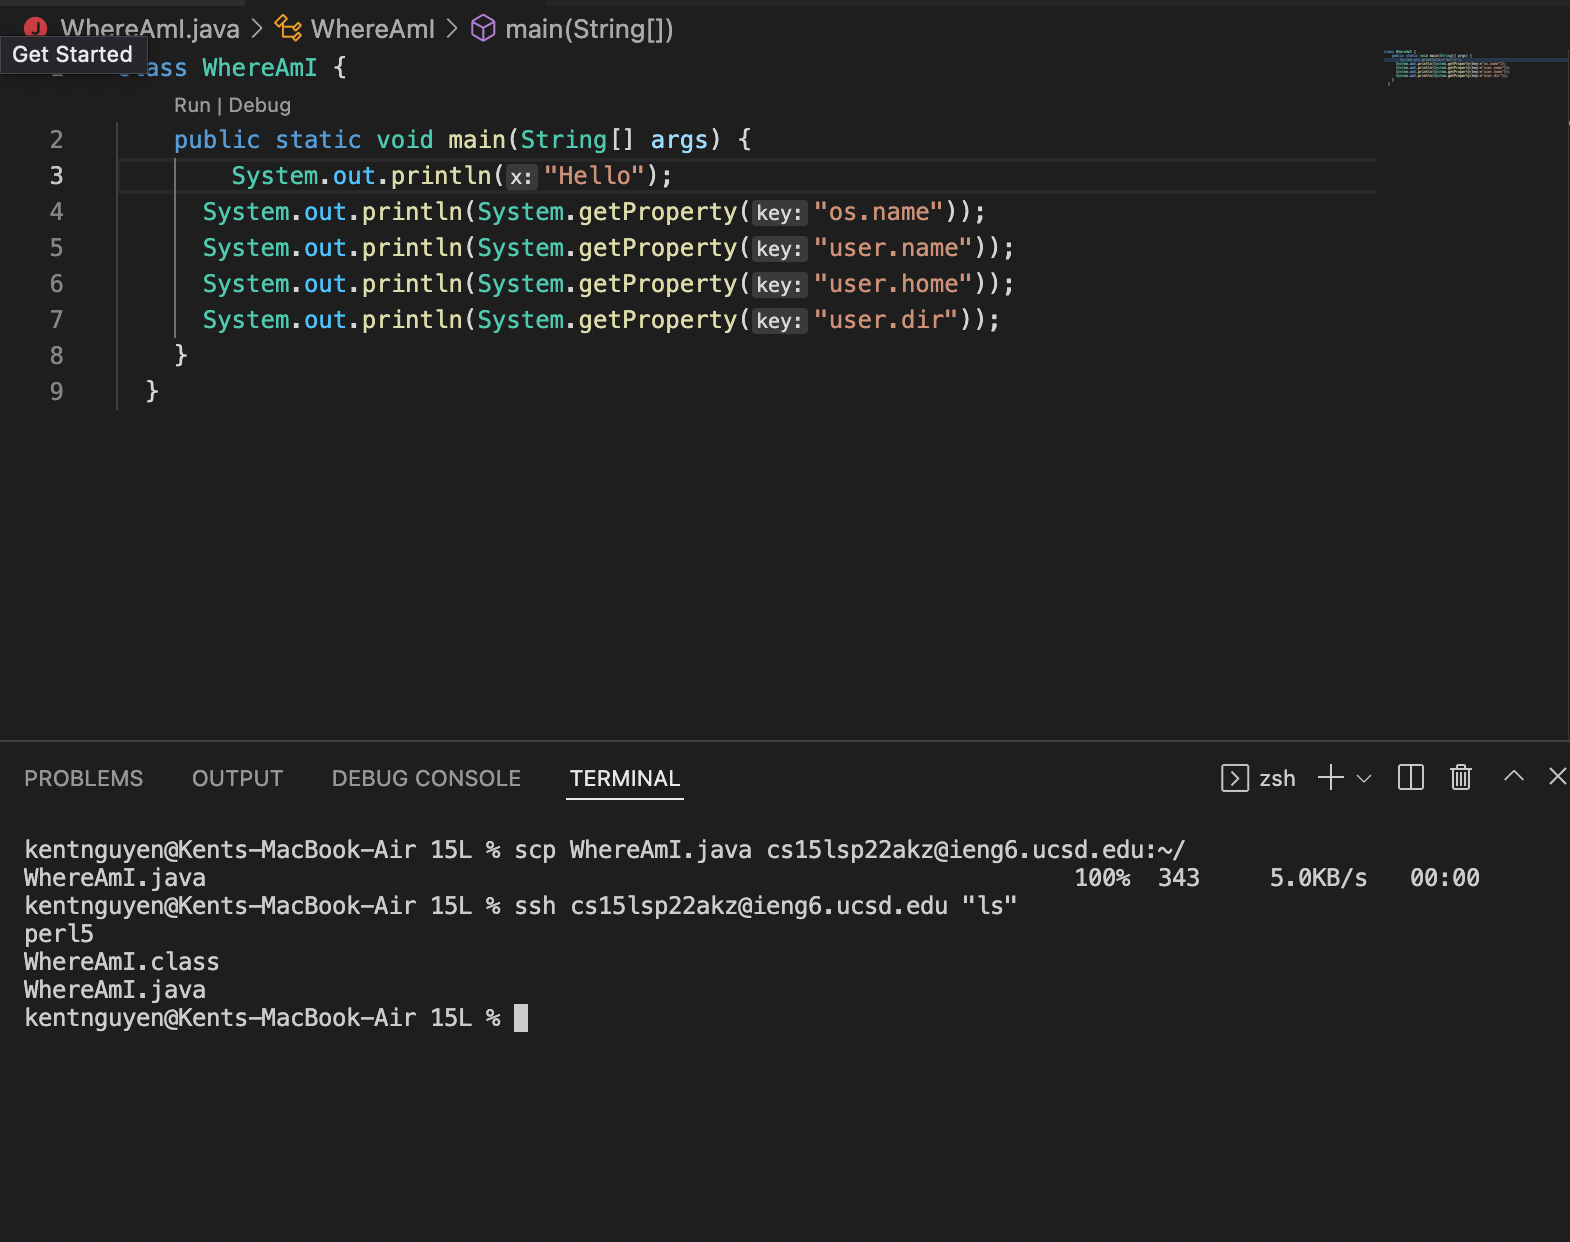 WhereAmI.java > WhereAmI > main(String[])
Get Started
class WhereAmI {
Run | Debug
2 public static void main(String[] args) {
3 System.out.println(x: "Hello");
4 System.out.println(System.getProperty(key: "os.name"));
5 System.out.println(System.getProperty(key: "user.name"));
6 System.out.println(System.getProperty(key: "user.home"));
7 System.out.println(System.getProperty(key: "user.dir"));
8 }
9 }
PROBLEMS OUTPUT DEBUG CONSOLE TERMINAL zsh
kentnguyen@Kents-MacBook-Air 15L % scp WhereAmI.java cs15lsp22akz@ieng6.ucsd.edu:~/
WhereAmI.java 100% 343 5.0KB/s 00:00
kentnguyen@Kents-MacBook-Air 15L % ssh cs15lsp22akz@ieng6.ucsd.edu "ls"
perl5
WhereAmI.class
WhereAmI.java
kentnguyen@Kents-MacBook-Air 15L %